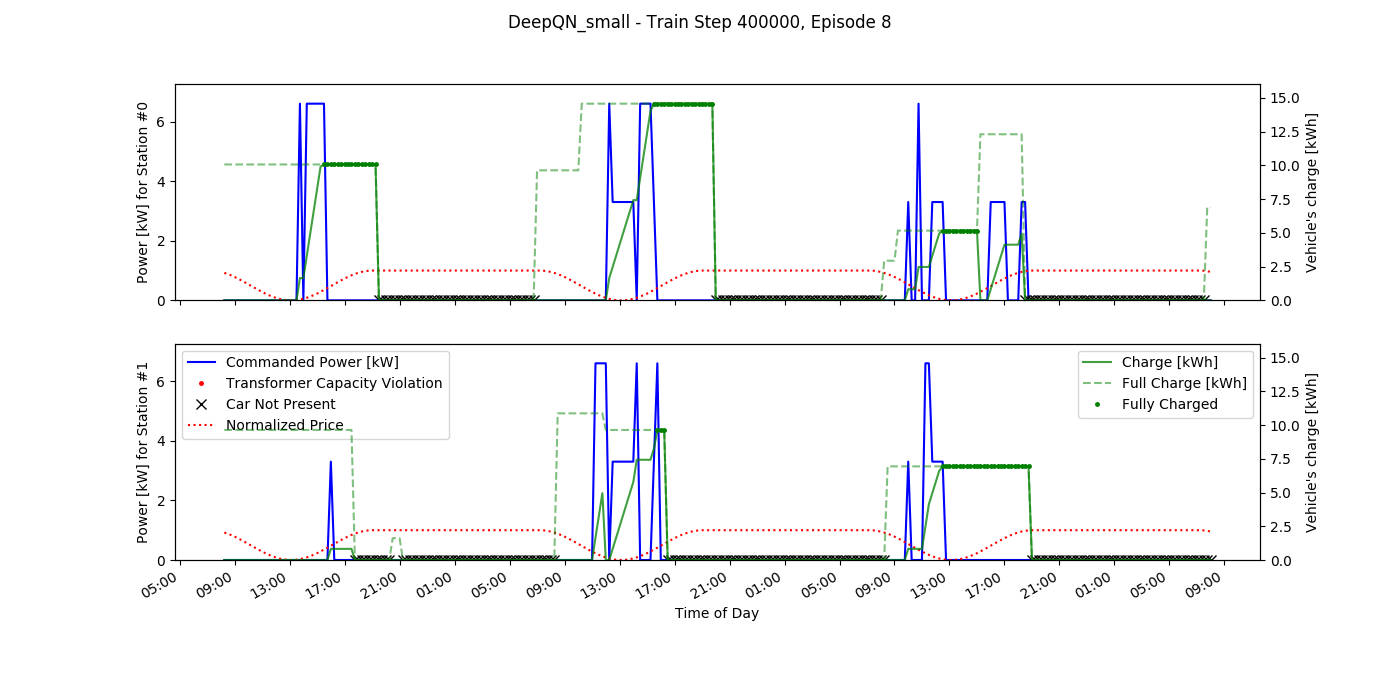 DeepQN_small - Train Step 400000, Episode 8
Power [kW] for Station #0
6
4
2
0
15.0
12.5
10.0
7.5
5.0
2.5
0.0
Vehicle's charge [kWh]
Power [kW] for Station #1
6
4
2
0
Commanded Power [kW]
Transformer Capacity Violation
Car Not Present
Normalized Price
Charge [kWh]
Full Charge [kWh]
Fully Charged
15.0
12.5
10.0
7.5
5.0
2.5
0.0
Vehicle's charge [kWh]
05:00 09:00 13:00 17:00 21:00 01:00 05:00 09:00 13:00 17:00 21:00 01:00 05:00 09:00 13:00 17:00 21:00 01:00 05:00 09:00
Time of Day